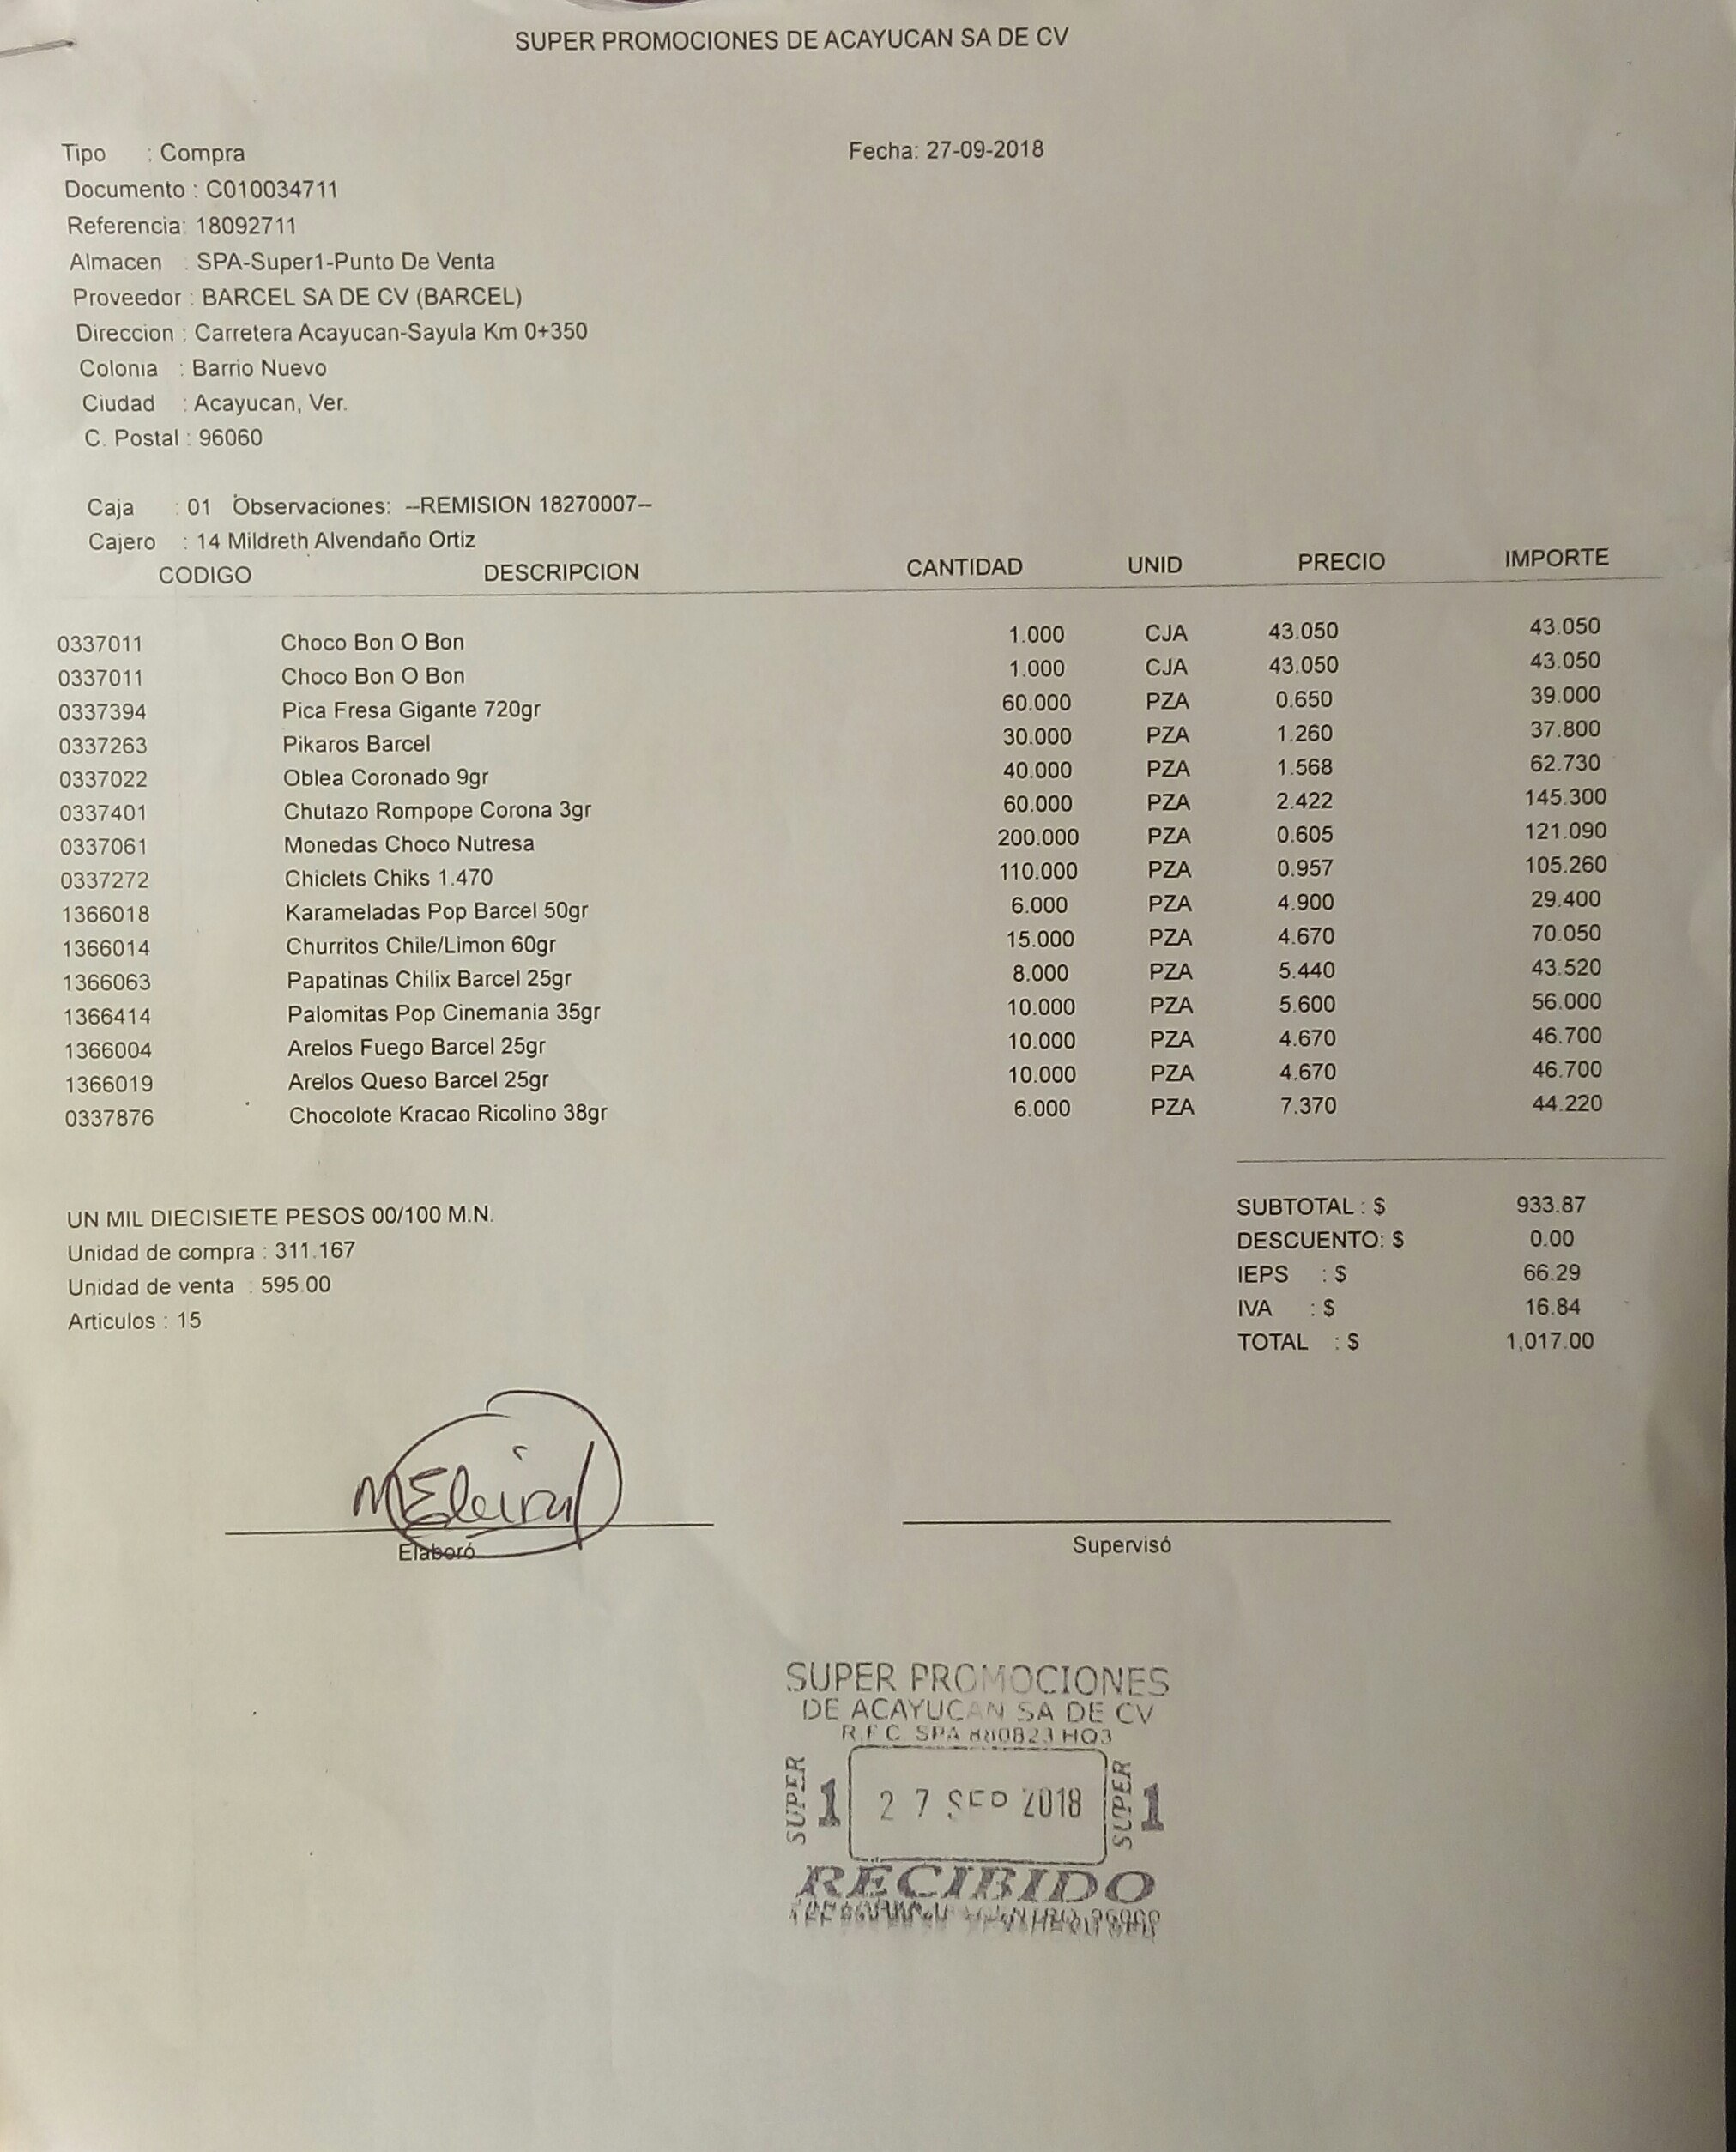 SUPER PROMOCIONES DE ACAYUCAN SA DE CV
Tipo : Compra Fecha: 27-09-2018
Documento : C010034711
Referencia: 18092711
Almacen : SPA-Super1-Punto De Venta
Proveedor : BARCEL SA DE CV (BARCEL)
Direccion : Carretera Acayucan-Sayula Km 0+350
Colonia : Barrio Nuevo
Ciudad : Acayucan, Ver.
C. Postal : 96060
Caja : 01 Observaciones: --REMISION 18270007--
Cajero : 14 Mildreth Alvendaño Ortiz
CODIGO DESCRIPCION CANTIDAD UNID PRECIO IMPORTE
0337011 Choco Bon O Bon 1.000 CJA 43.050 43.050
0337011 Choco Bon O Bon 1.000 CJA 43.050 43.050
0337394 Pica Fresa Gigante 720gr 60.000 PZA 0.650 39.000
0337263 Pikaros Barcel 30.000 PZA 1.260 37.800
0337022 Oblea Coronado 9gr 40.000 PZA 1.568 62.730
0337401 Chutazo Rompope Corona 3gr 60.000 PZA 2.422 145.300
0337061 Monedas Choco Nutresa 200.000 PZA 0.605 121.090
0337272 Chiclets Chiks 1.470 110.000 PZA 0.957 105.260
1366018 Karameladas Pop Barcel 50gr 6.000 PZA 4.900 29.400
1366014 Churritos Chile/Limon 60gr 15.000 PZA 4.670 70.050
1366063 Papatinas Chilix Barcel 25gr 8.000 PZA 5.440 43.520
1366414 Palomitas Pop Cinemania 35gr 10.000 PZA 5.600 56.000
1366004 Arelos Fuego Barcel 25gr 10.000 PZA 4.670 46.700
1366019 Arelos Queso Barcel 25gr 10.000 PZA 4.670 46.700
0337876 Chocolote Kracao Ricolino 38gr 6.000 PZA 7.370 44.220
UN MIL DIECISIETE PESOS 00/100 M.N. SUBTOTAL : $ 933.87
Unidad de compra : 311.167 DESCUENTO: $ 0.00
Unidad de venta : 595.00 IEPS : $ 66.29
Articulos : 15 IVA : $ 16.84
TOTAL : $ 1,017.00
Elaboró Supervisó
SUPER PROMOCIONES
DE ACAYUCAN SA DE CV
R.F.C. SPA 880823 HQ3
SUPER 1 27 SEP 2018 SUPER 1
RECIBIDO